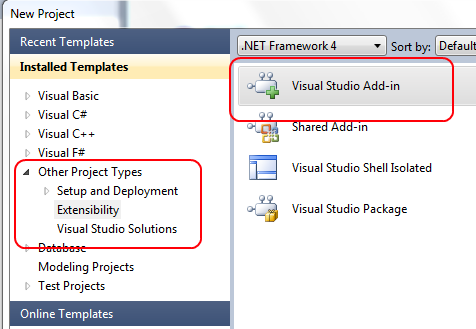 New Project
Recent Templates
Installed Templates
Visual Basic
Visual C#
Visual C++
Visual F#
Other Project Types
Setup and Deployment
Extensibility
Visual Studio Solutions
Database
Modeling Projects
Test Projects
Online Templates
.NET Framework 4
Sort by:
Default
Visual Studio Add-in
Shared Add-in
Visual Studio Shell Isolated
Visual Studio Package